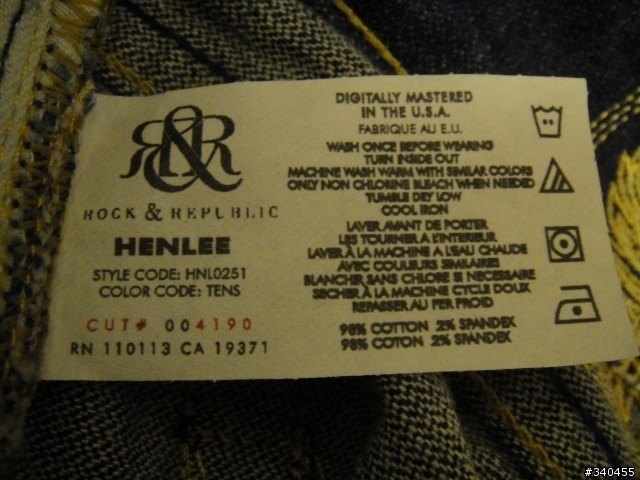 R&R
ROCK & REPUBLIC
HENLEE
STYLE CODE: HNL0251
COLOR CODE: TENS
CUT# 004190
RN 110113 CA 19371
DIGITALLY MASTERED
IN THE U.S.A.
FABRIQUE AU E.U.
WASH ONCE BEFORE WEARING
TURN INSIDE OUT
MACHINE WASH WARM WITH SIMILAR COLORS
ONLY NON CHLORINE BLEACH WHEN NEEDED
TUMBLE DRY LOW
COOL IRON
LAVER AVANT DE PORTER
LES TOURNER A L'INTERIEUR
LAVER À LA MACHINE A L'EAU CHAUDE
AVEC COULEURS SIMILAIRES
BLANCHIR SANS CHLORE SI NECESSAIRE
SECHER À LA MACHINE CYCLE DOUX
REPASSER AU FER FROID
98% COTTON 2% SPANDEX
98% COTON 2% SPANDEX
#340455